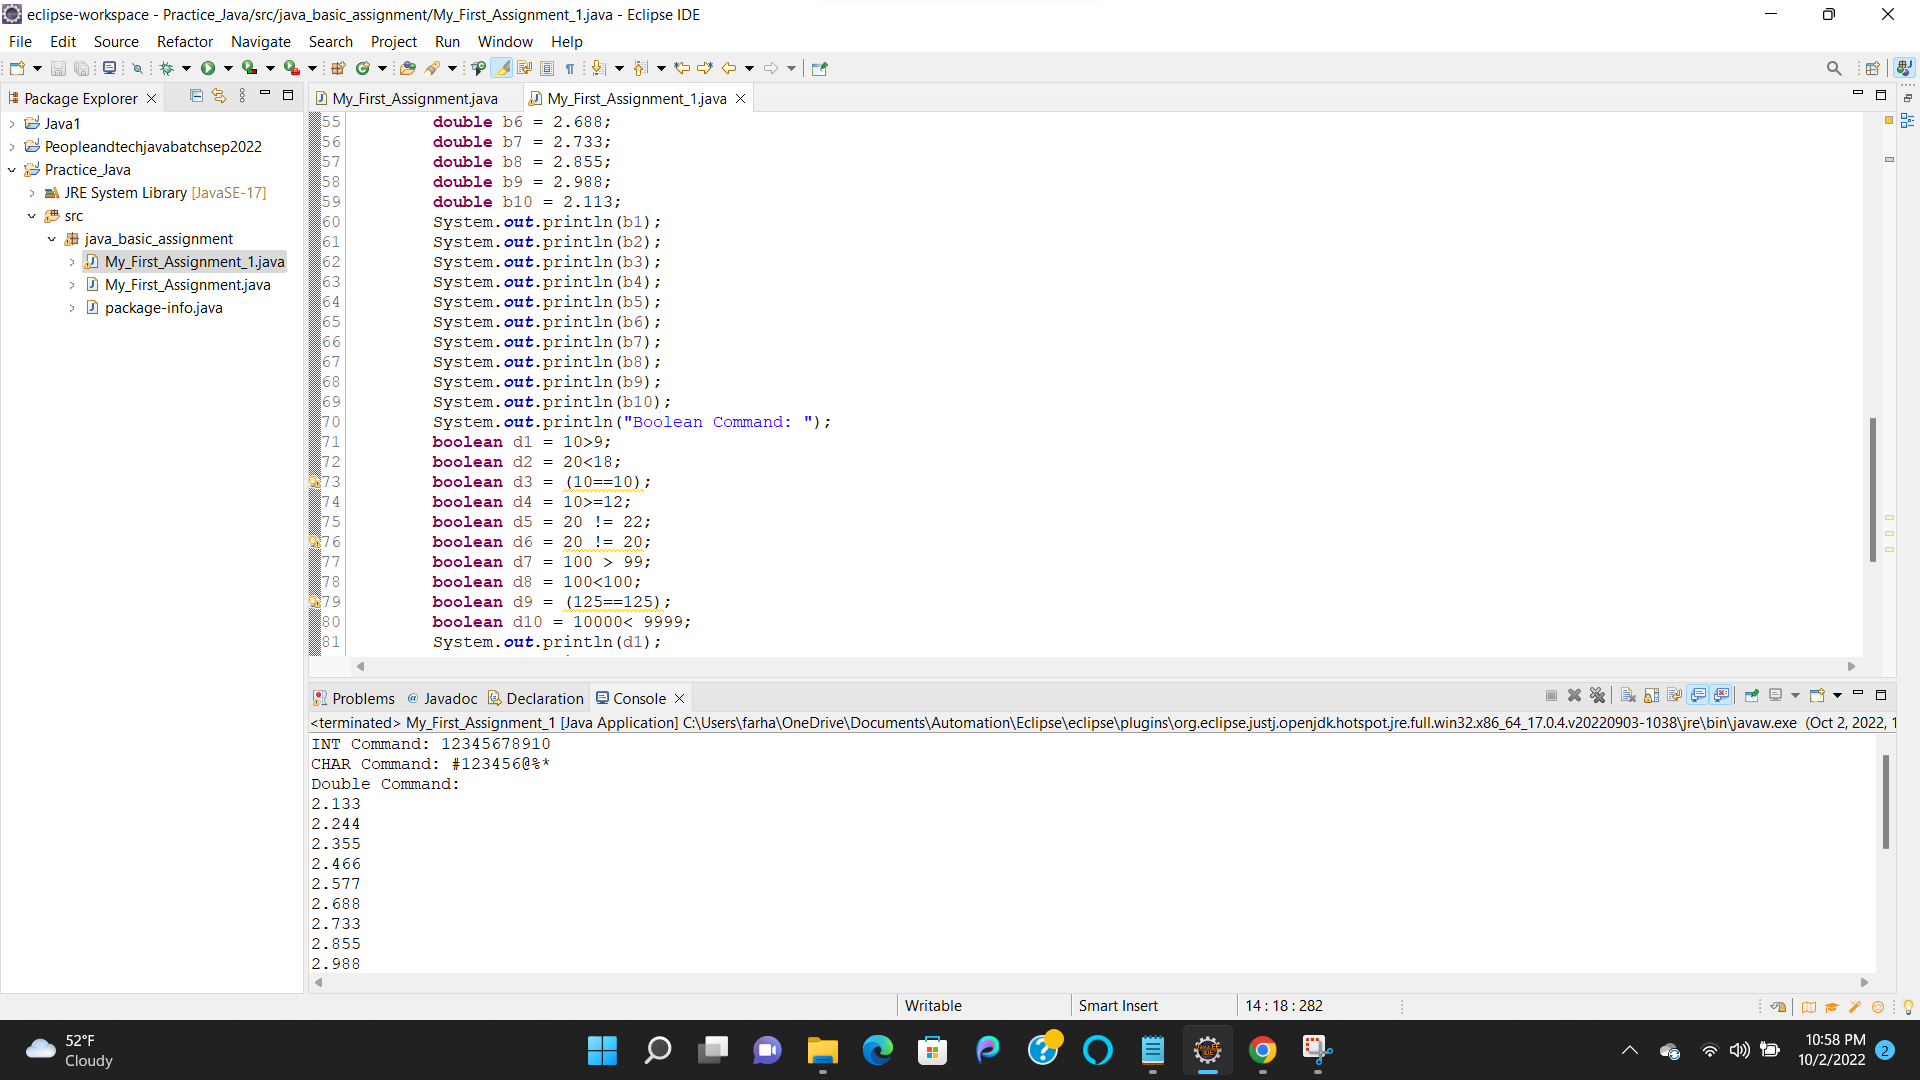 eclipse-workspace - Practice_Java/src/java_basic_assignment/My_First_Assignment_1.java - Eclipse IDE
File Edit Source Refactor Navigate Search Project Run Window Help
Package Explorer
Java1
Peopleandtechjavabatchsep2022
Practice_Java
JRE System Library [JavaSE-17]
src
java_basic_assignment
My_First_Assignment_1.java
My_First_Assignment.java
package-info.java
My_First_Assignment.java My_First_Assignment_1.java
55 double b6 = 2.688;
56 double b7 = 2.733;
57 double b8 = 2.855;
58 double b9 = 2.988;
59 double b10 = 2.113;
60 System.out.println(b1);
61 System.out.println(b2);
62 System.out.println(b3);
63 System.out.println(b4);
64 System.out.println(b5);
65 System.out.println(b6);
66 System.out.println(b7);
67 System.out.println(b8);
68 System.out.println(b9);
69 System.out.println(b10);
70 System.out.println("Boolean Command: ");
71 boolean d1 = 10>9;
72 boolean d2 = 20<18;
73 boolean d3 = (10==10);
74 boolean d4 = 10>=12;
75 boolean d5 = 20 != 22;
76 boolean d6 = 20 != 20;
77 boolean d7 = 100 > 99;
78 boolean d8 = 100<100;
79 boolean d9 = (125==125);
80 boolean d10 = 10000< 9999;
81 System.out.println(d1);
Problems @ Javadoc Declaration Console
<terminated> My_First_Assignment_1 [Java Application] C:\Users\farha\OneDrive\Documents\Automation\Eclipse\eclipse\plugins\org.eclipse.justj.openjdk.hotspot.jre.full.win32.x86_64_17.0.4.v20220903-1038\jre\bin\javaw.exe (Oct 2, 2022, 1
INT Command: 12345678910
CHAR Command: #123456@%*
Double Command:
2.133
2.244
2.355
2.466
2.577
2.688
2.733
2.855
2.988
Writable Smart Insert 14 : 18 : 282
52°F
Cloudy
10:58 PM
10/2/2022
2